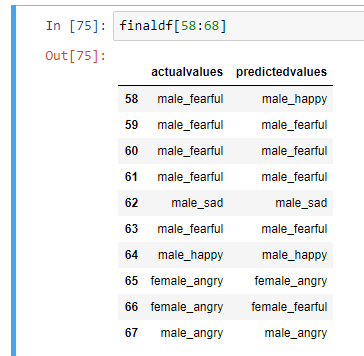 In [75]: finaldf[58:68]
Out[75]:
actualvalues predictedvalues
58 male_fearful male_happy
59 male_fearful male_fearful
60 male_fearful male_fearful
61 male_fearful male_fearful
62 male_sad male_sad
63 male_fearful male_fearful
64 male_happy male_happy
65 female_angry female_angry
66 female_angry female_fearful
67 male_angry male_angry